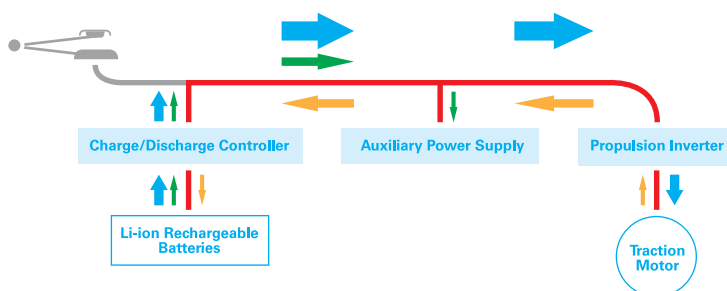 Charge/Discharge Controller
Auxiliary Power Supply
Propulsion Inverter
Li-ion Rechargeable
Batteries
Traction
Motor